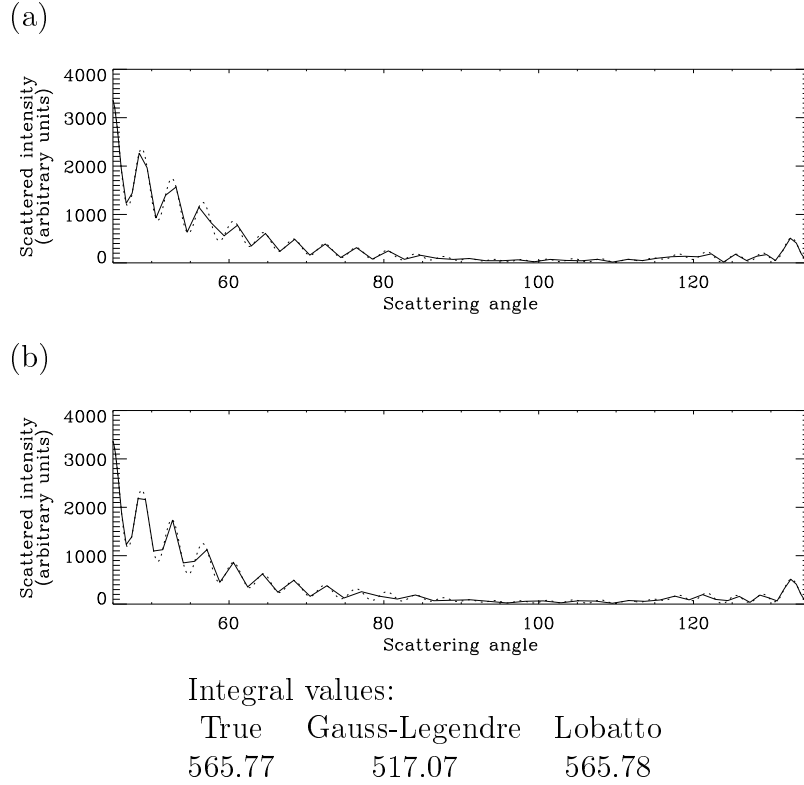 (a)
4000
3000
2000
1000
0
Scattered intensity
(arbitrary units)
60 80 100 120
Scattering angle
(b)
4000
3000
2000
1000
0
Scattered intensity
(arbitrary units)
60 80 100 120
Scattering angle
Integral values:
True Gauss-Legendre Lobatto
565.77 517.07 565.78